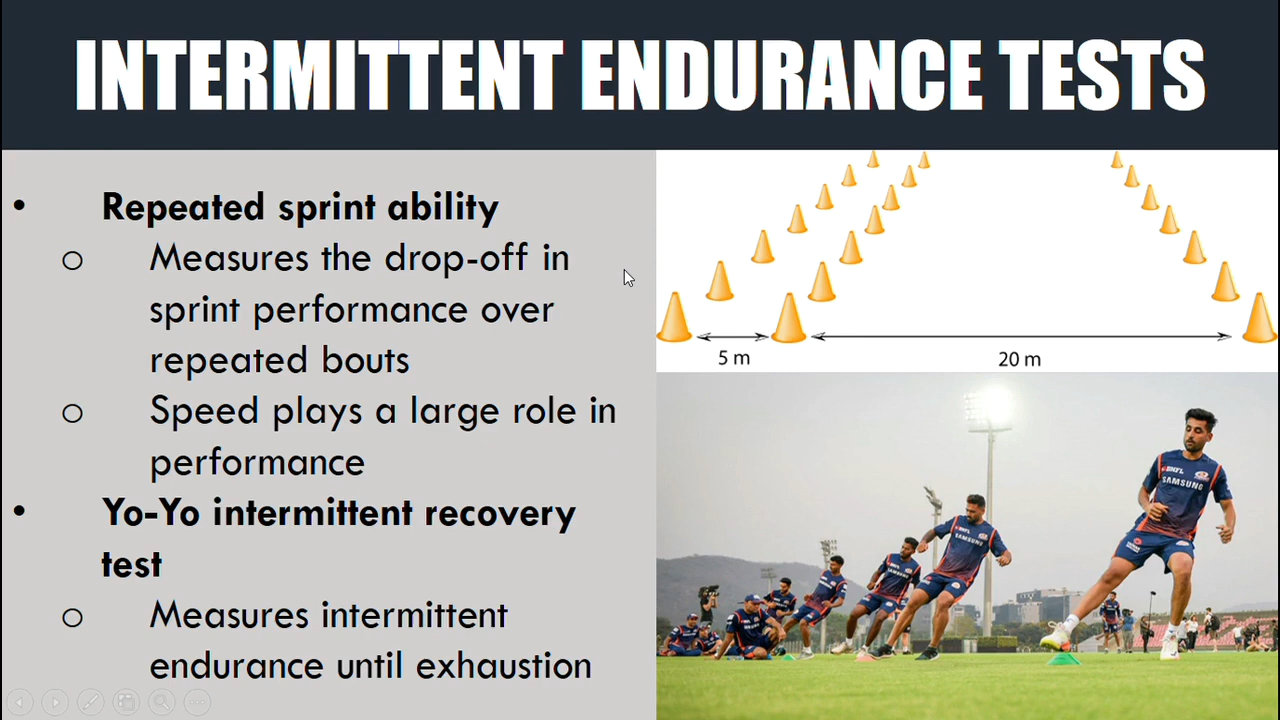 INTERMITTENT ENDURANCE TESTS
• Repeated sprint ability
o Measures the drop-off in
sprint performance over
repeated bouts
o Speed plays a large role in
performance
• Yo-Yo intermittent recovery
test
o Measures intermittent
endurance until exhaustion
5 m
20 m
SAMSUNG
SAMSUNG
SAMSUNG